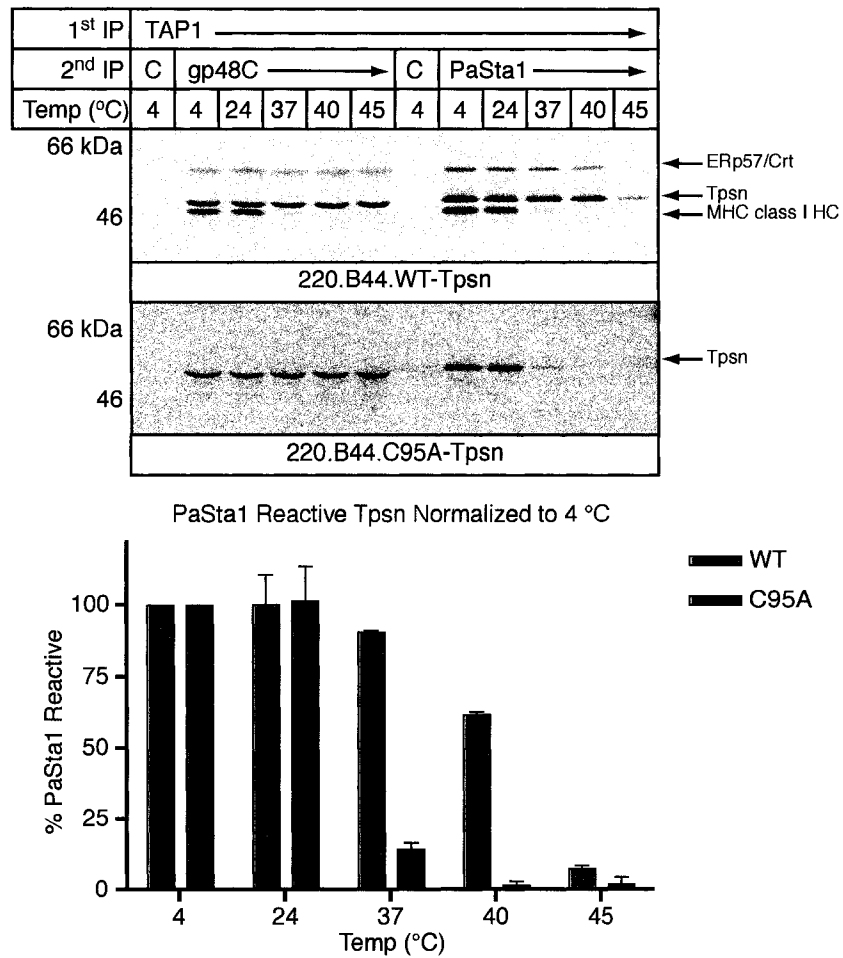 1st IP TAP1
2nd IP C gp48C C PaSta1
Temp (°C) 4 4 24 37 40 45 4 4 24 37 40 45
66 kDa
ERp57/Crt
Tpsn
46
MHC class I HC
220.B44.WT-Tpsn
66 kDa
Tpsn
46
220.B44.C95A-Tpsn
PaSta1 Reactive Tpsn Normalized to 4 °C
WT
C95A
% PaSta1 Reactive
100
75
50
25
0
4 24 37 40 45
Temp (°C)